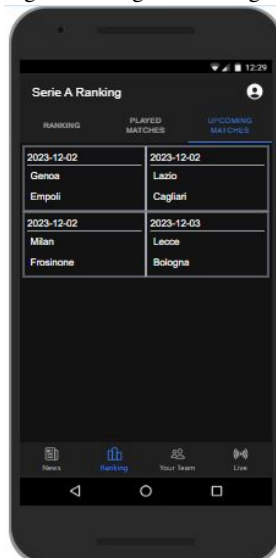 12:29
Serie A Ranking
RANKING
PLAYED
MATCHES
UPCOMING
MATCHES
2023-12-02
Genoa
Empoli
2023-12-02
Lazio
Cagliari
2023-12-02
Milan
Frosinone
2023-12-03
Lecce
Bologna
News
Ranking
Your Team
Live